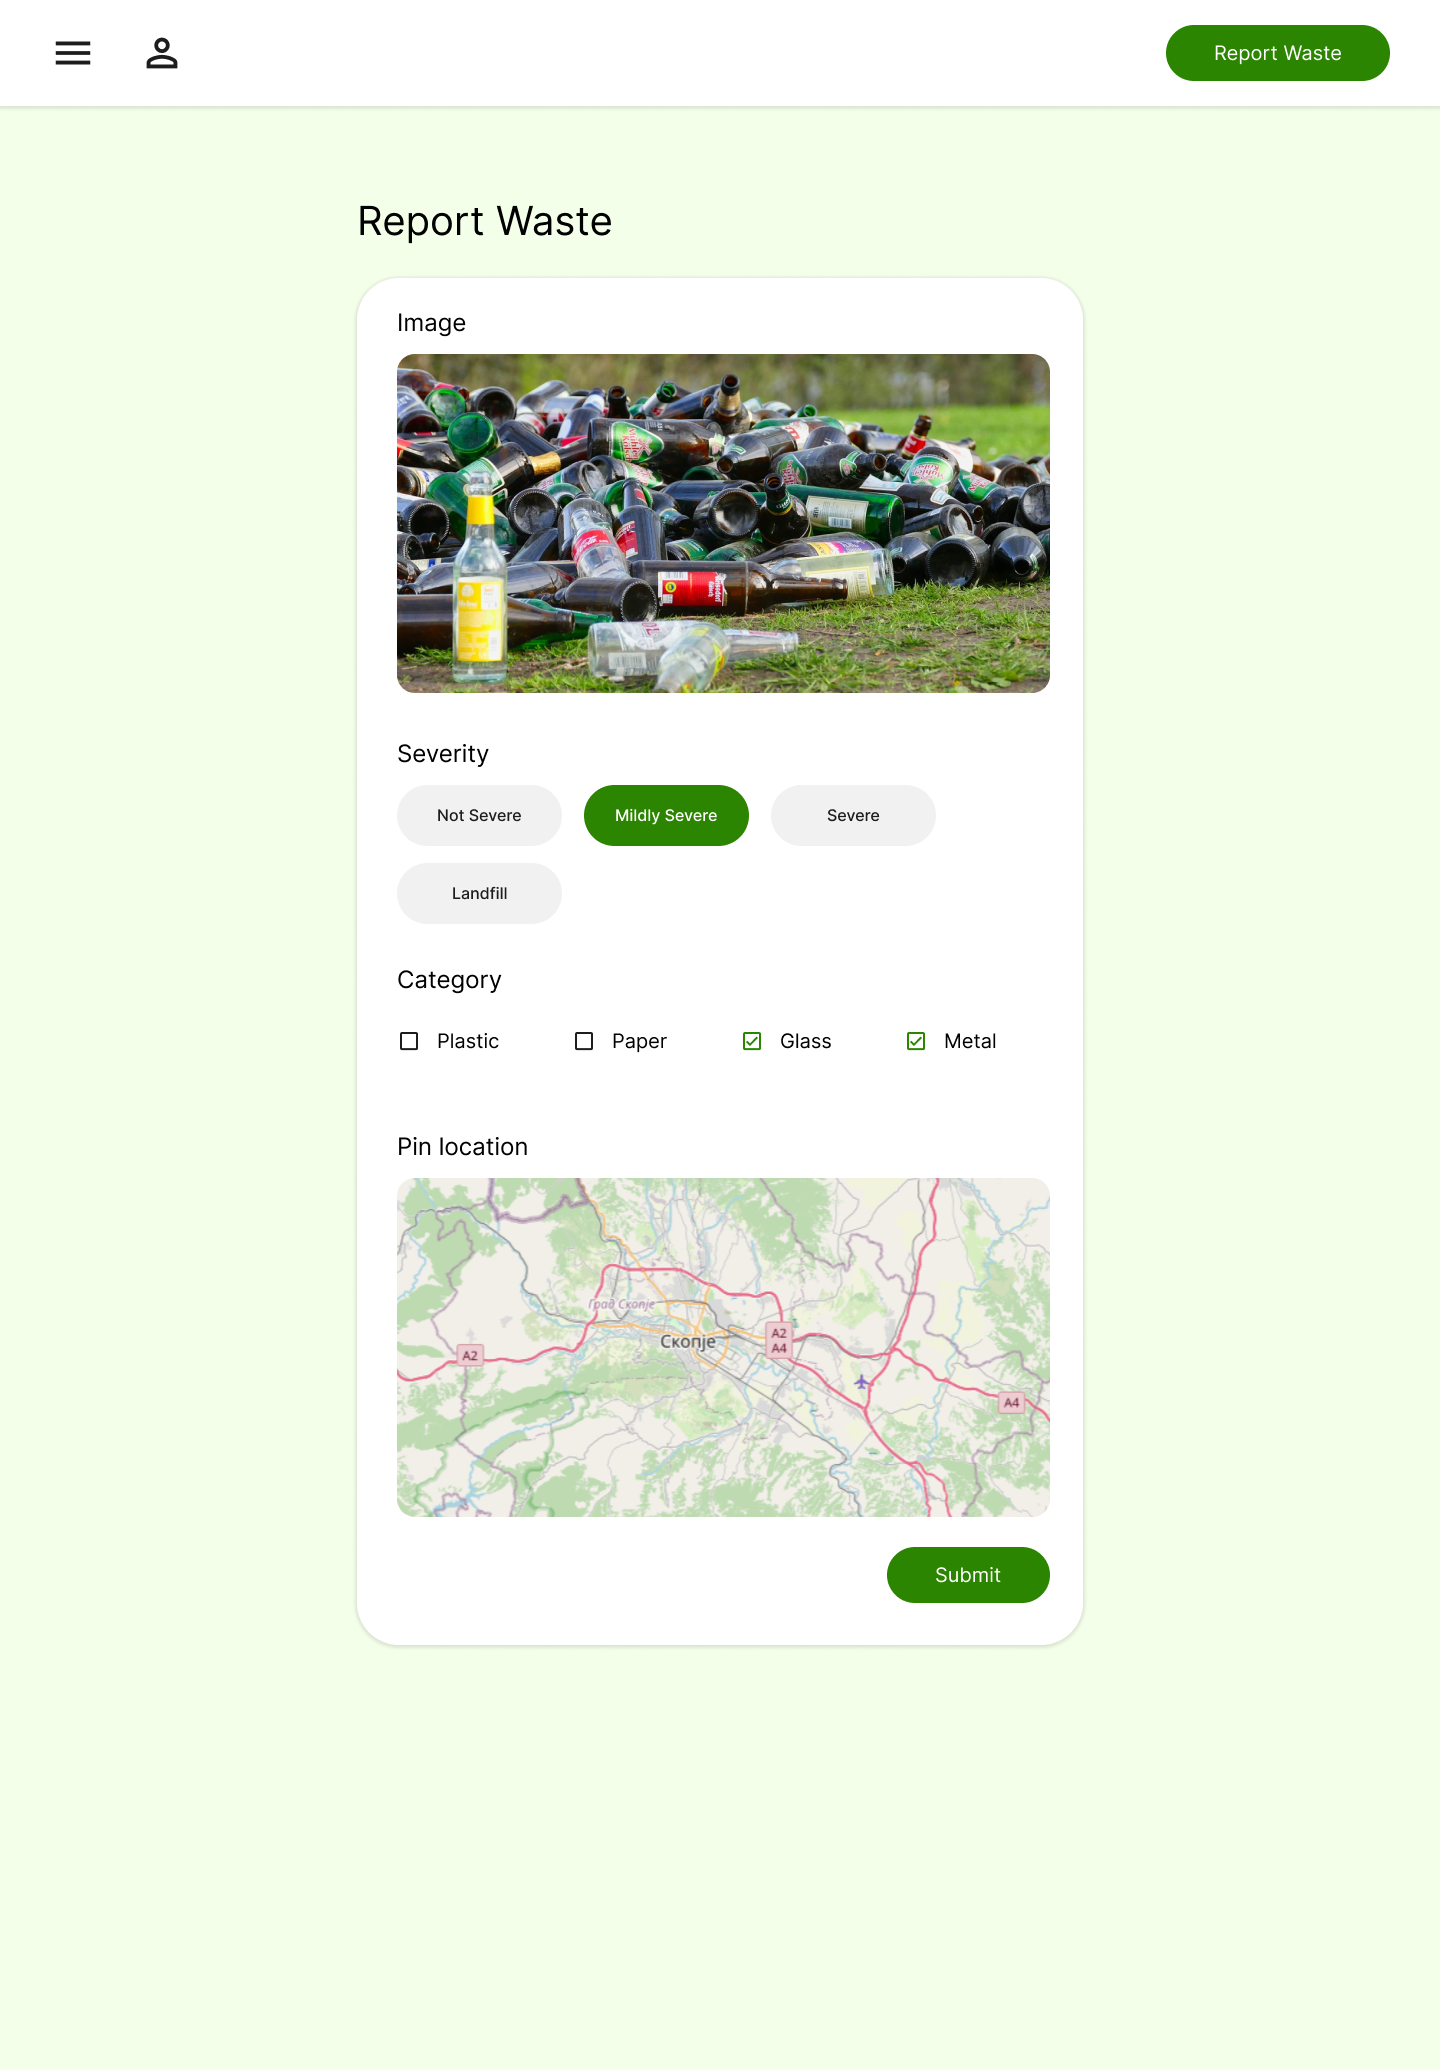 Report Waste
Report Waste
Image
Severity
Not Severe
Mildly Severe
Severe
Landfill
Category
Plastic
Paper
Glass
Metal
Pin location
Град Скопје
Скопје
A2
A2
A4
A4
Submit